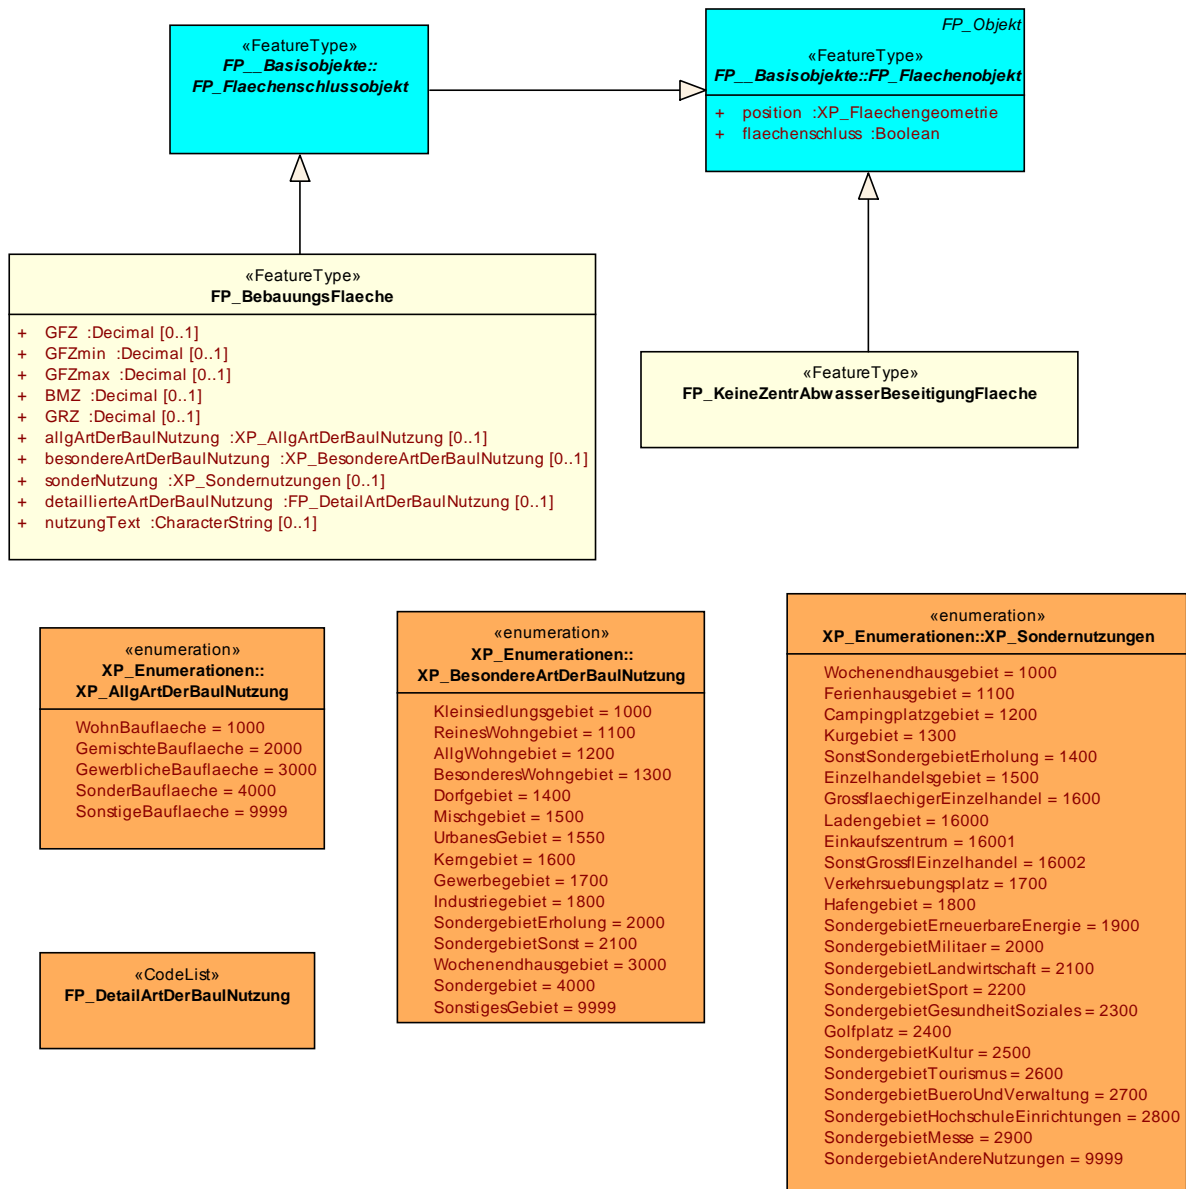 «FeatureType»
FP__Basisobjekte::
FP_Flaechenschlussobjekt
FP_Objekt
«FeatureType»
FP__Basisobjekte::FP_Flaechenobjekt
+ position :XP_Flaechengeometrie
+ flaechenschluss :Boolean
«FeatureType»
FP_BebauungsFlaeche
+ GFZ :Decimal [0..1]
+ GFZmin :Decimal [0..1]
+ GFZmax :Decimal [0..1]
+ BMZ :Decimal [0..1]
+ GRZ :Decimal [0..1]
+ allgArtDerBaulNutzung :XP_AllgArtDerBaulNutzung [0..1]
+ besondereArtDerBaulNutzung :XP_BesondereArtDerBaulNutzung [0..1]
+ sonderNutzung :XP_Sondernutzungen [0..1]
+ detaillierteArtDerBaulNutzung :FP_DetailArtDerBaulNutzung [0..1]
+ nutzungText :CharacterString [0..1]
«FeatureType»
FP_KeineZentrAbwasserBeseitigungFlaeche
«enumeration»
XP_Enumerationen::
XP_AllgArtDerBaulNutzung
WohnBauflaeche = 1000
GemischteBauflaeche = 2000
GewerblicheBauflaeche = 3000
SonderBauflaeche = 4000
SonstigeBauflaeche = 9999
«CodeList»
FP_DetailArtDerBaulNutzung
«enumeration»
XP_Enumerationen::
XP_BesondereArtDerBaulNutzung
Kleinsiedlungsgebiet = 1000
ReinesWohngebiet = 1100
AllgWohngebiet = 1200
BesonderesWohngebiet = 1300
Dorfgebiet = 1400
Mischgebiet = 1500
UrbanesGebiet = 1550
Kerngebiet = 1600
Gewerbegebiet = 1700
Industriegebiet = 1800
SondergebietErholung = 2000
SondergebietSonst = 2100
Wochenendhausgebiet = 3000
Sondergebiet = 4000
SonstigesGebiet = 9999
«enumeration»
XP_Enumerationen::XP_Sondernutzungen
Wochenendhausgebiet = 1000
Ferienhausgebiet = 1100
Campingplatzgebiet = 1200
Kurgebiet = 1300
SonstSondergebietErholung = 1400
Einzelhandelsgebiet = 1500
GrossflaechigerEinzelhandel = 1600
Ladengebiet = 16000
Einkaufszentrum = 16001
SonstGrossflEinzelhandel = 16002
Verkehrsuebungsplatz = 1700
Hafengebiet = 1800
SondergebietErneuerbareEnergie = 1900
SondergebietMilitaer = 2000
SondergebietLandwirtschaft = 2100
SondergebietSport = 2200
SondergebietGesundheitSoziales = 2300
Golfplatz = 2400
SondergebietKultur = 2500
SondergebietTourismus = 2600
SondergebietBueroUndVerwaltung = 2700
SondergebietHochschuleEinrichtungen = 2800
SondergebietMesse = 2900
SondergebietAndereNutzungen = 9999